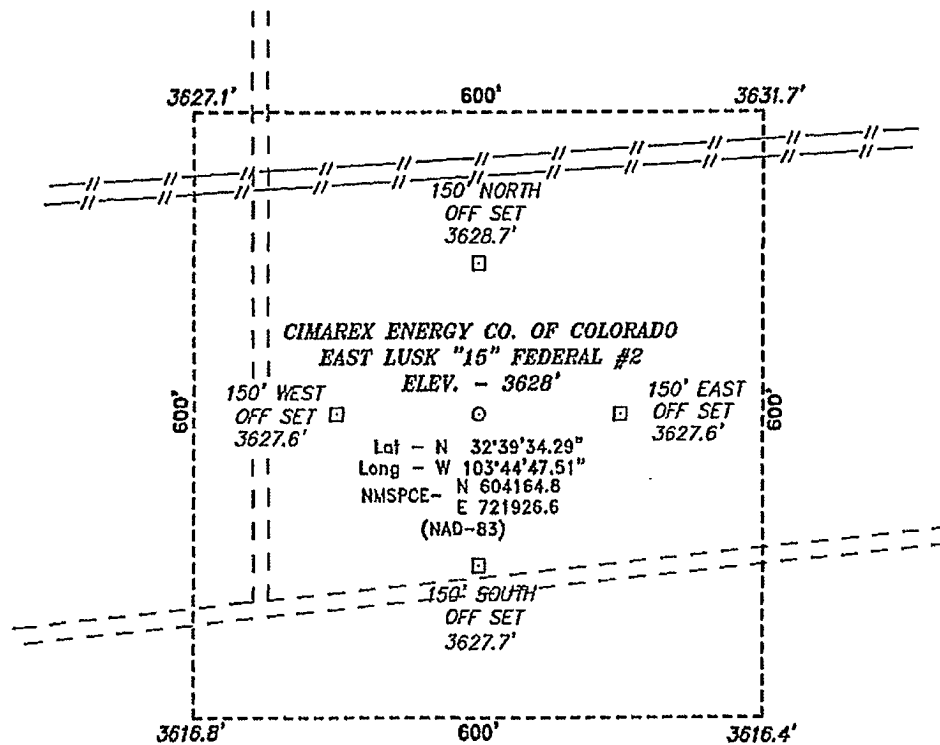 3627.1' 600' 3631.7'
150' NORTH
OFF SET
3628.7'
CIMAREX ENERGY CO. OF COLORADO
EAST LUSK "15" FEDERAL #2
ELEV. - 3628'
600'
150' WEST
OFF SET
3627.6'
150' EAST
OFF SET
3627.6'
600'
Lat - N 32°39'34.29"
Long - W 103°44'47.51"
NMSPCE- N 604164.8
E 721926.6
(NAD-83)
150' SOUTH
OFF SET
3627.7'
3616.8' 600' 3616.4'